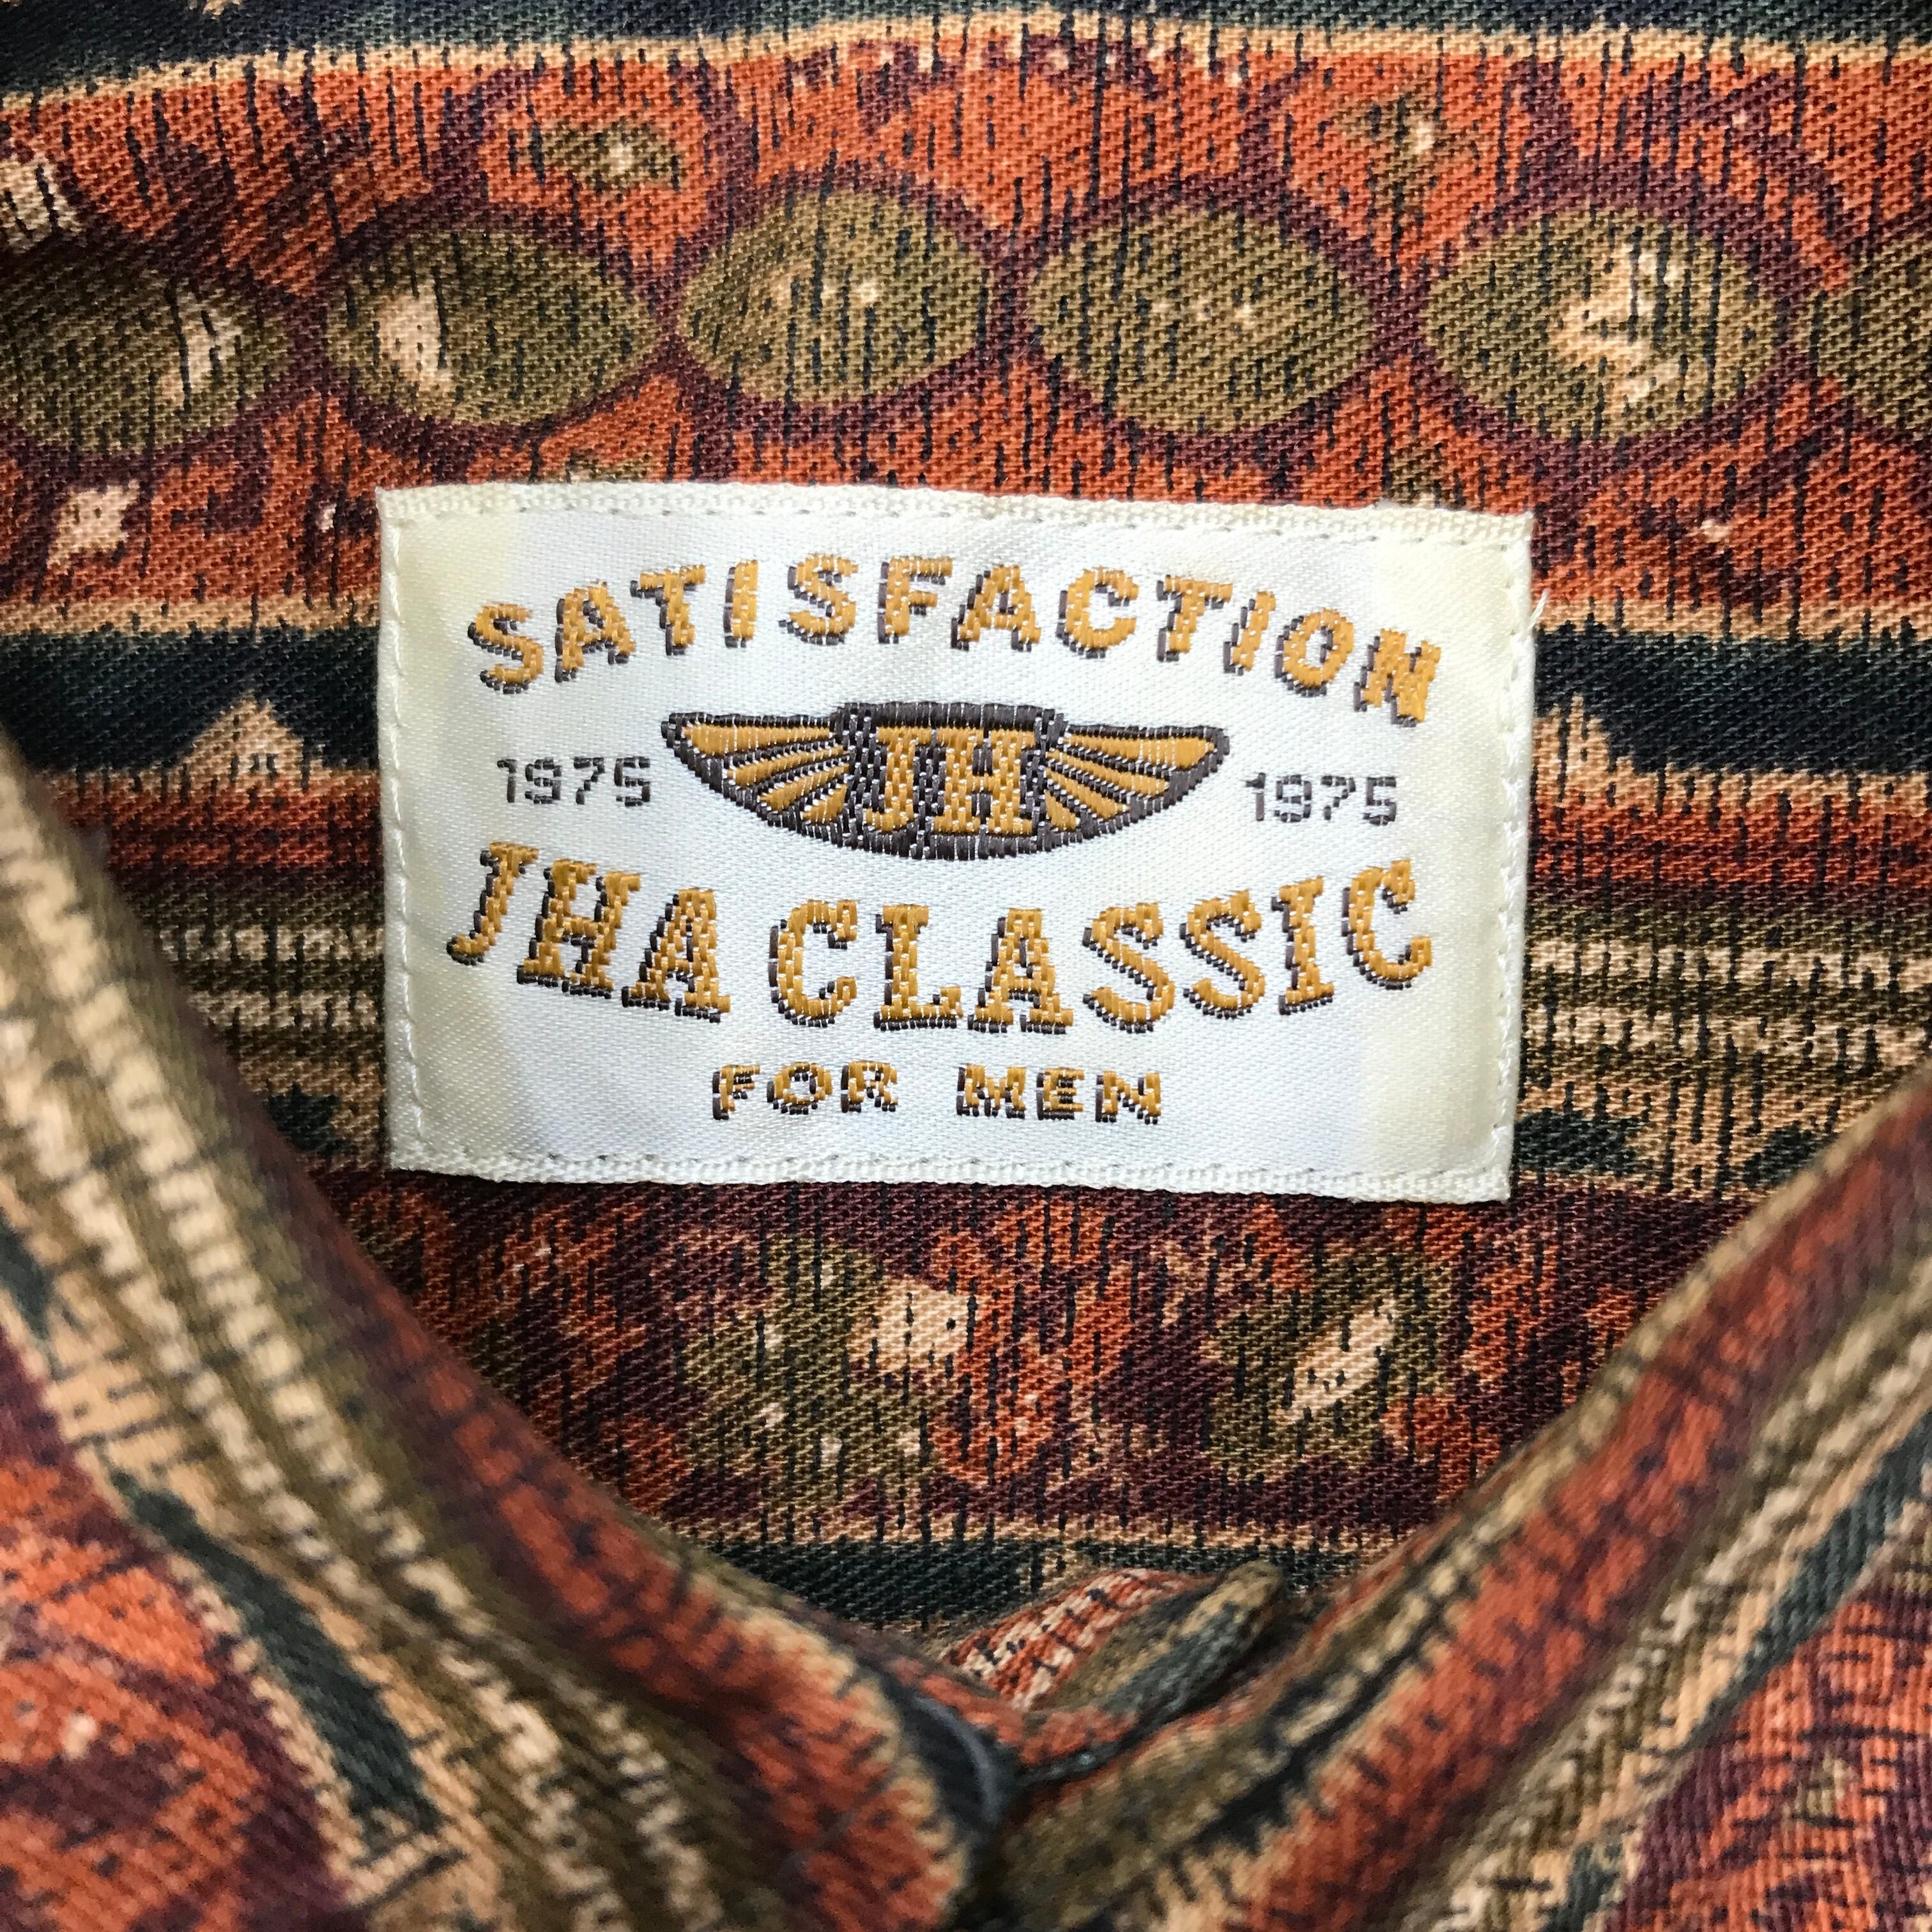 SATISFACTION
1975 JH 1975
JHA CLASSIC
FOR MEN